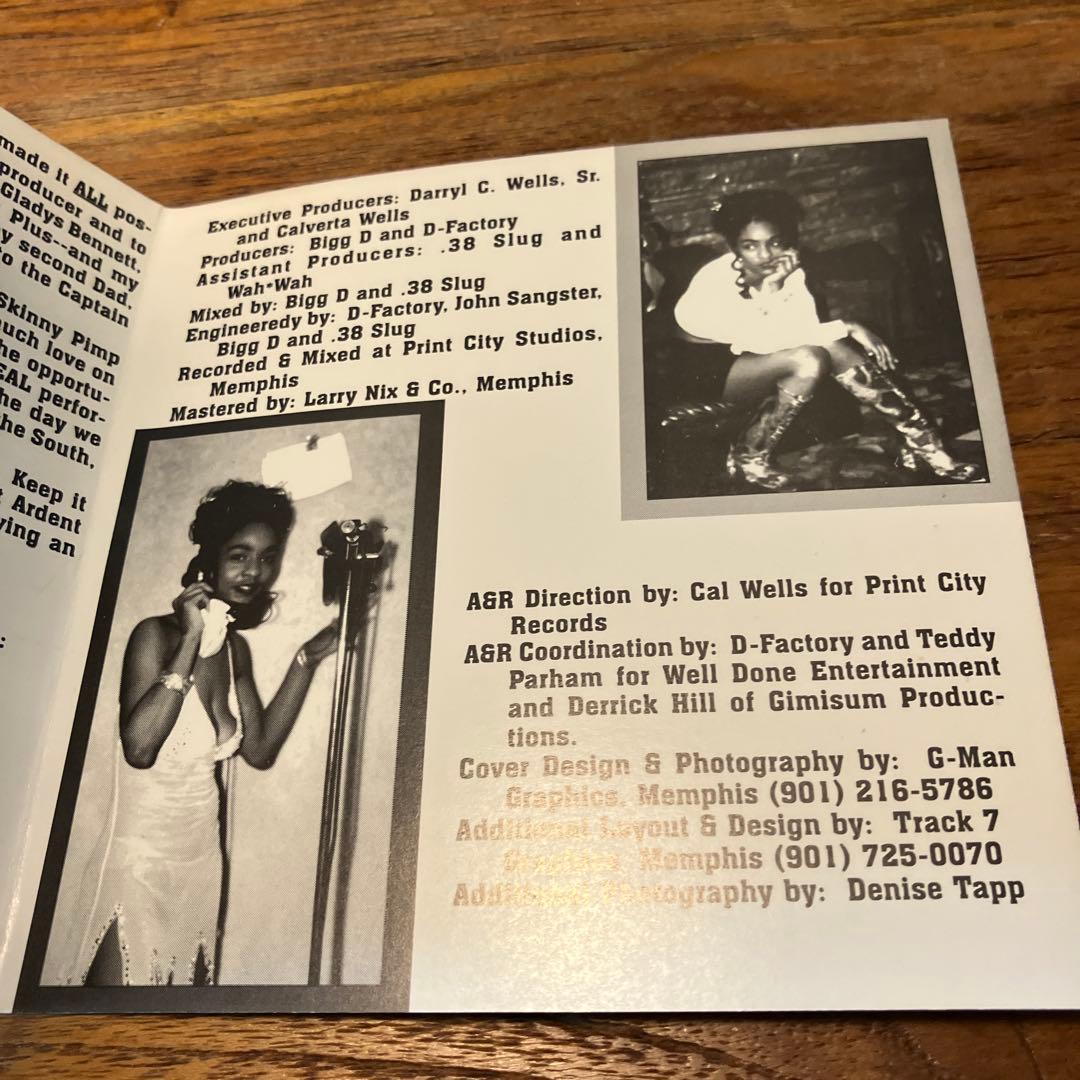 made it ALL pos-
producer and to
Gladys Bennett,
Plus--and my
y second Dad,
o the Captain
Skinny Pimp
uch love on
he opportu-
EAL perfor-
he day we
he South,
Keep it
Ardent
ving an
:
Executive Producers: Darryl C. Wells, Sr.
and Calverta Wells
Producers: Bigg D and D-Factory
Assistant Producers: .38 Slug and
Wah•Wah
Mixed by: Bigg D and .38 Slug
Engineeredy by: D-Factory, John Sangster,
Bigg D and .38 Slug
Recorded & Mixed at Print City Studios,
Memphis
Mastered by: Larry Nix & Co., Memphis
A&R Direction by: Cal Wells for Print City
Records
A&R Coordination by: D-Factory and Teddy
Parham for Well Done Entertainment
and Derrick Hill of Gimisum Produc-
tions.
Cover Design & Photography by: G-Man
Graphics, Memphis (901) 216-5786
Additional Layout & Design by: Track 7
Graphics, Memphis (901) 725-0070
Additional Photography by: Denise Tapp